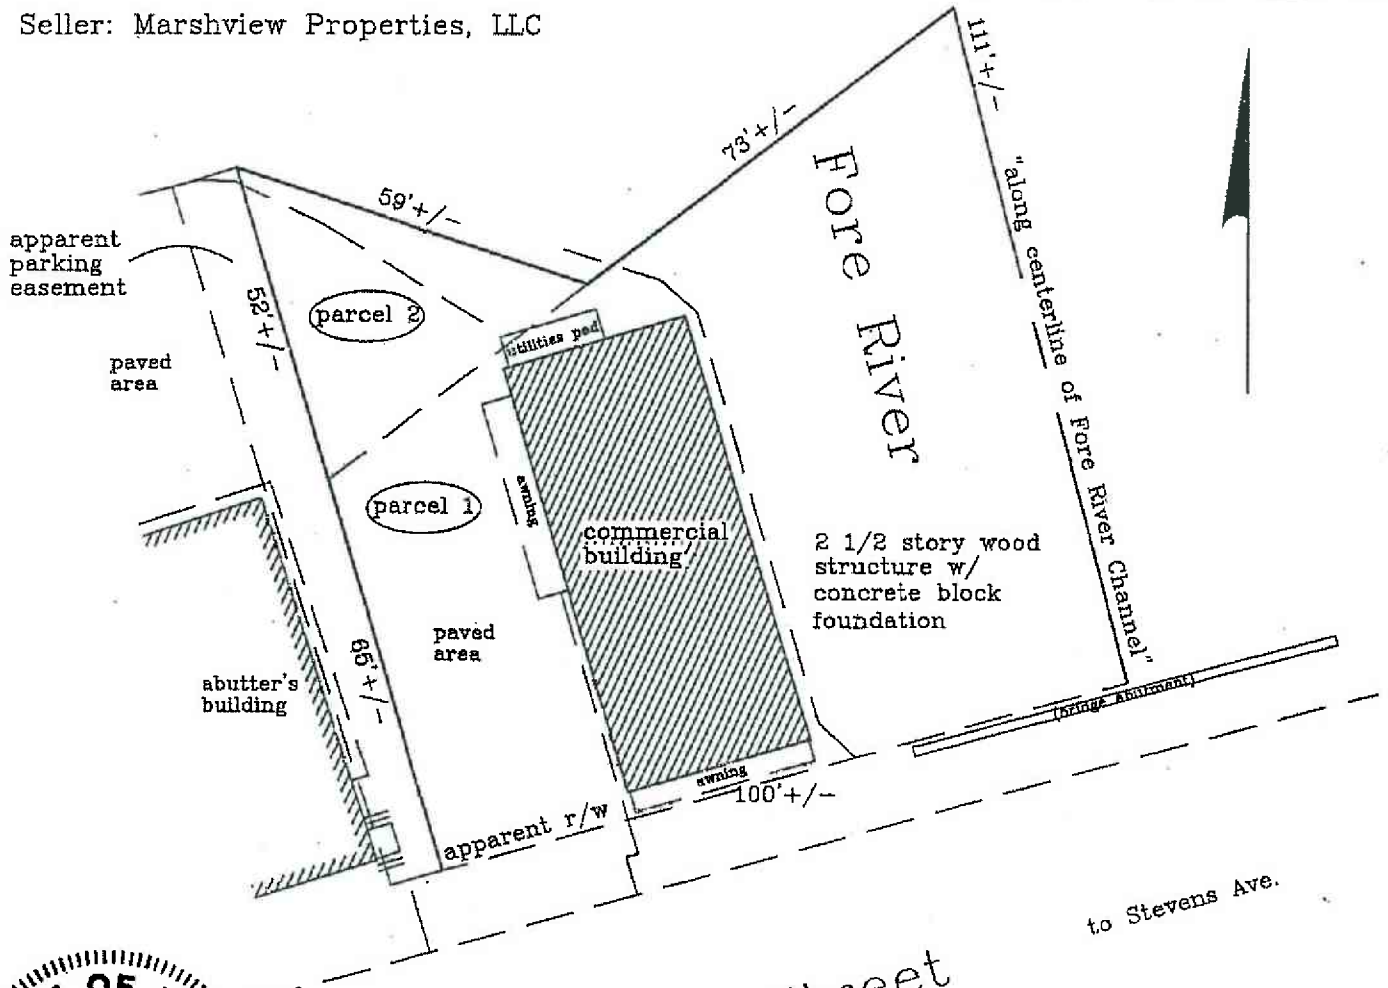 Seller: Marshview Properties, LLC
111'+/-
73'+/-
59'+/-
Fore River
"along centerline of Fore River Channel"
apparent
parking
easement
52'+/-
parcel 2
utilities pad
paved
area
awning
parcel 1
commercial
building
2 1/2 story wood
structure w/
concrete block
foundation
paved
area
65'+/-
abutter's
building
(bridge abutment)
awning
100'+/-
apparent r/w
to Stevens Ave.
OF